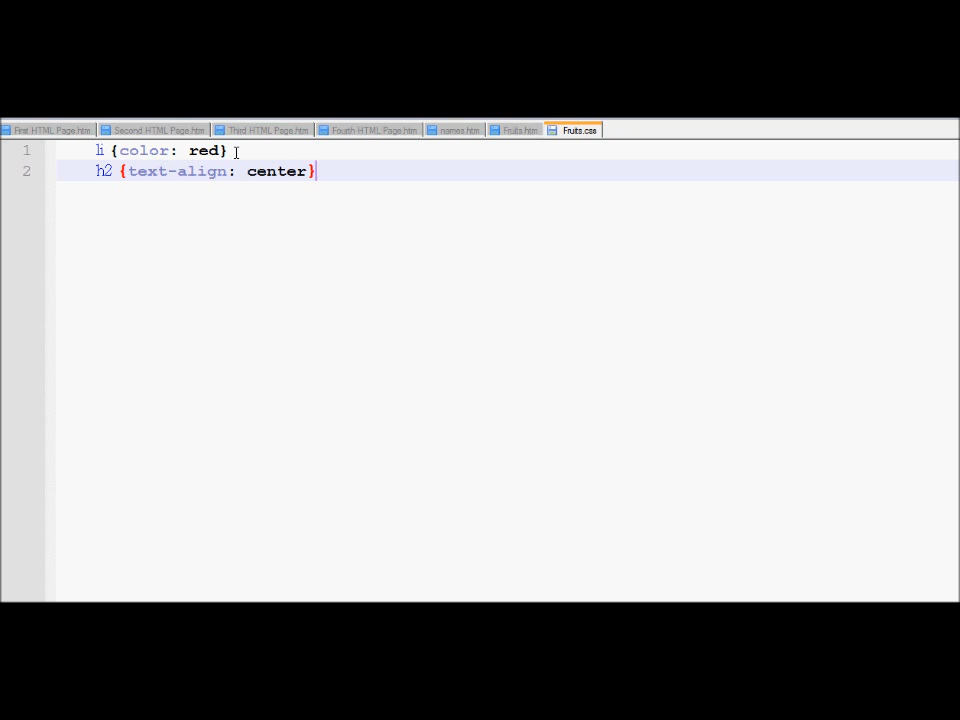 First HTML Page.htm Second HTML Page.htm Third HTML Page.htm Fourth HTML Page.htm names.htm Fruits.htm Fruits.css
1 li {color: red}
2 h2 {text-align: center}